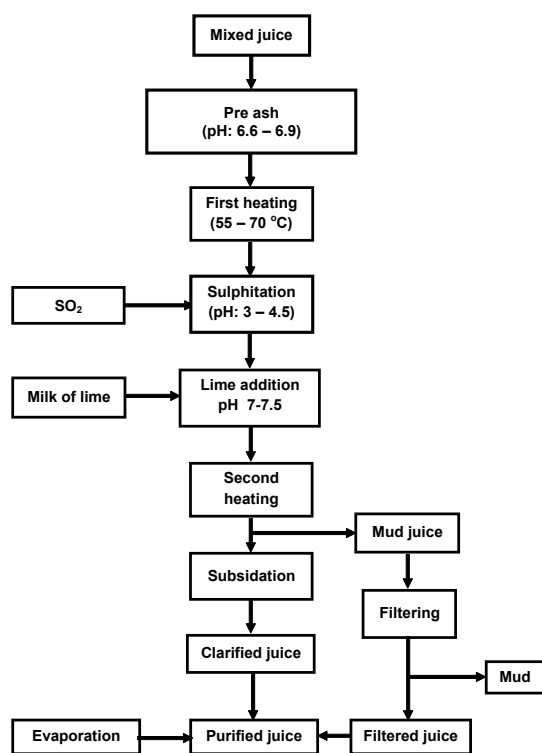 Mixed juice
Pre ash
(pH: 6.6 – 6.9)
First heating
(55 – 70 °C)
SO₂
Sulphitation
(pH: 3 – 4.5)
Milk of lime
Lime addition
pH 7-7.5
Second
heating
Mud juice
Subsidation
Filtering
Clarified juice
Mud
Evaporation
Purified juice
Filtered juice